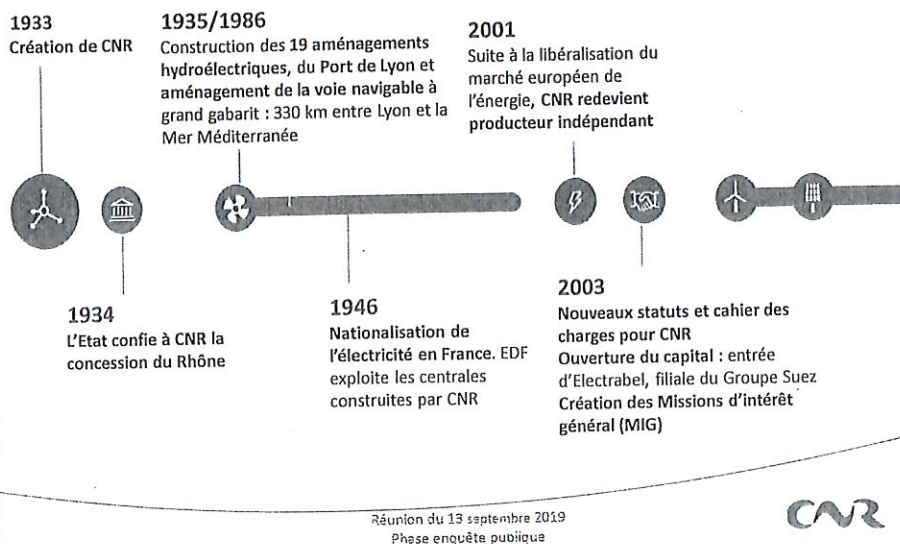 1933
Création de CNR
1935/1986
Construction des 19 aménagements
hydroélectriques, du Port de Lyon et
aménagement de la voie navigable à
grand gabarit : 330 km entre Lyon et la
Mer Méditerranée
2001
Suite à la libéralisation du
marché européen de
l'énergie, CNR redevient
producteur indépendant
1934
L'Etat confie à CNR la
concession du Rhône
1946
Nationalisation de
l'électricité en France. EDF
exploite les centrales
construites par CNR
2003
Nouveaux statuts et cahier des
charges pour CNR
Ouverture du capital : entrée
d'Electrabel, filiale du Groupe Suez
Création des Missions d'intérêt
général (MIG)
Réunion du 13 septembre 2019
Phase enquête publique
CNR